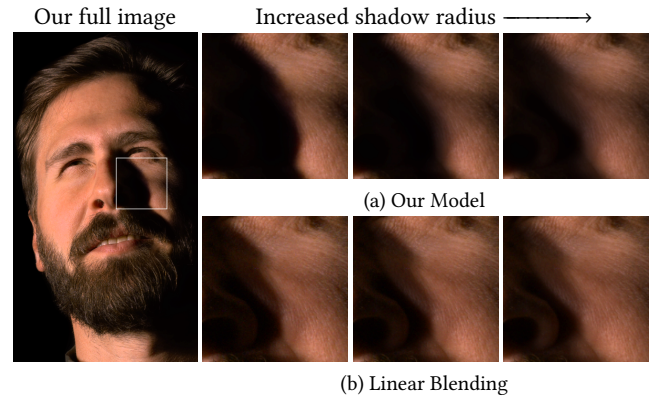 Our full image
Increased shadow radius ⟶
(a) Our Model
(b) Linear Blending